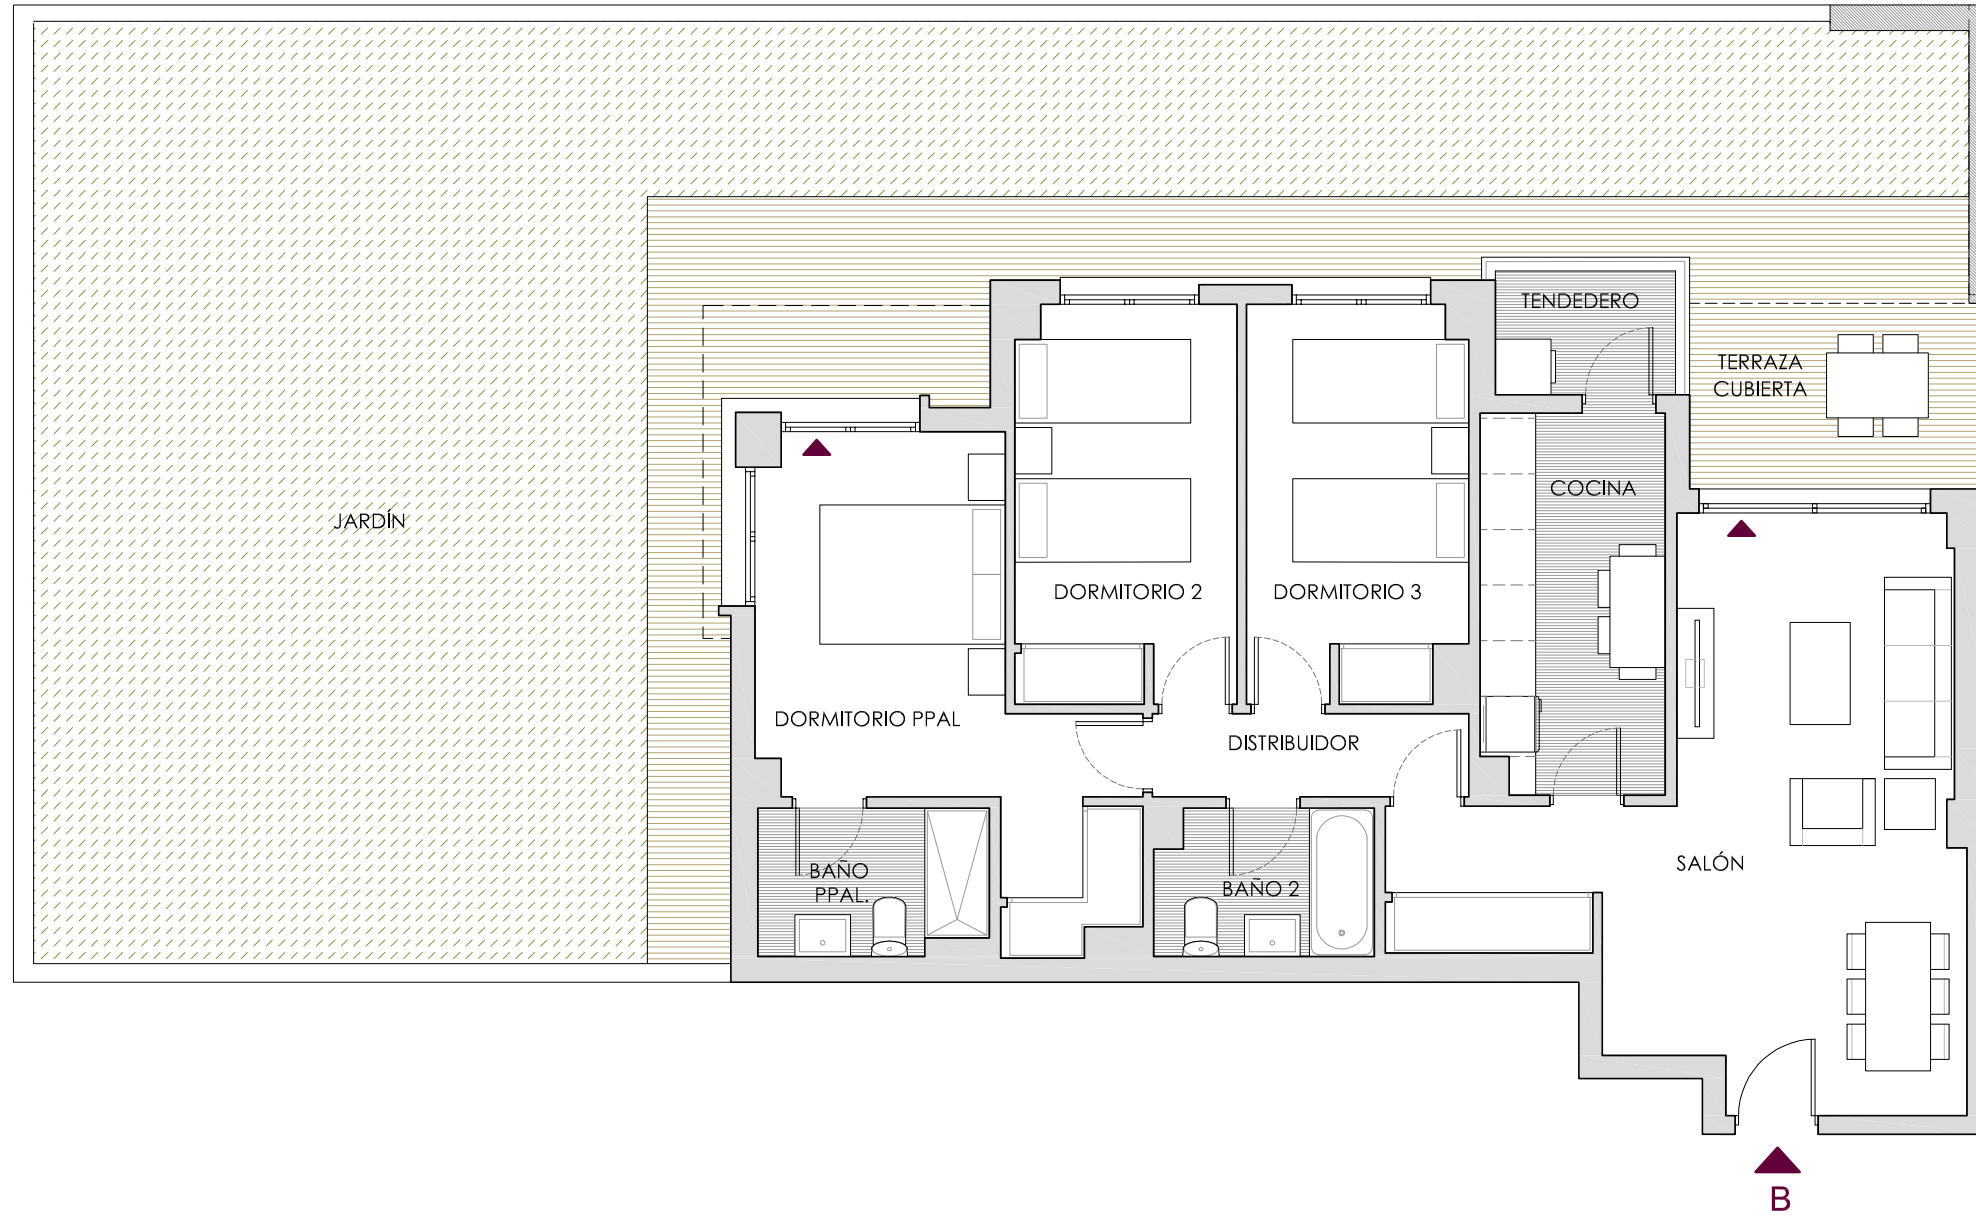 TENDEDERO
TERRAZA
CUBIERTA
COCINA
JARDÍN
DORMITORIO 2
DORMITORIO 3
DORMITORIO PPAL
DISTRIBUIDOR
SALÓN
BAÑO
PPAL.
BAÑO 2
B